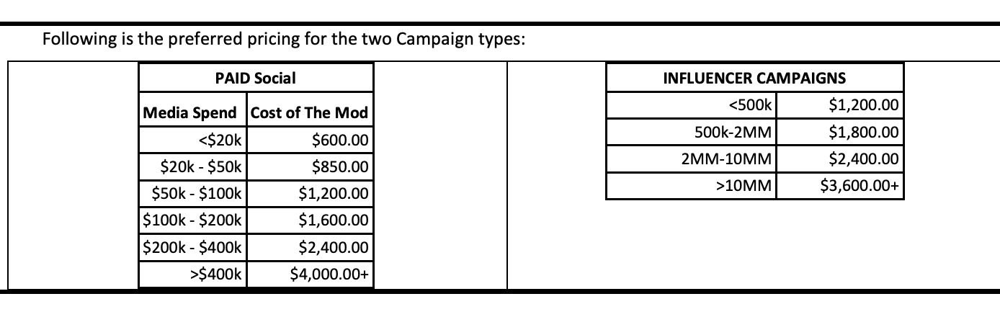 Following is the preferred pricing for the two Campaign types:
PAID Social
Media Spend Cost of The Mod
<$20k $600.00
$20k - $50k $850.00
$50k - $100k $1,200.00
$100k - $200k $1,600.00
$200k - $400k $2,400.00
>$400k $4,000.00+
INFLUENCER CAMPAIGNS
<500k $1,200.00
500k-2MM $1,800.00
2MM-10MM $2,400.00
>10MM $3,600.00+